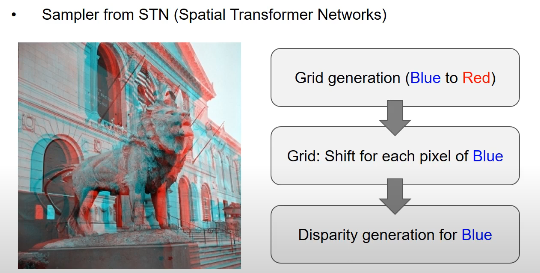 • Sampler from STN (Spatial Transformer Networks)
Grid generation (Blue to Red)
Grid: Shift for each pixel of Blue
Disparity generation for Blue